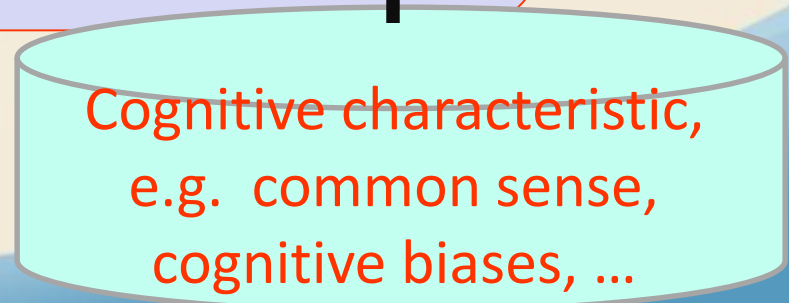 Cognitive characteristic,
e.g.  common sense,
cognitive biases, ...